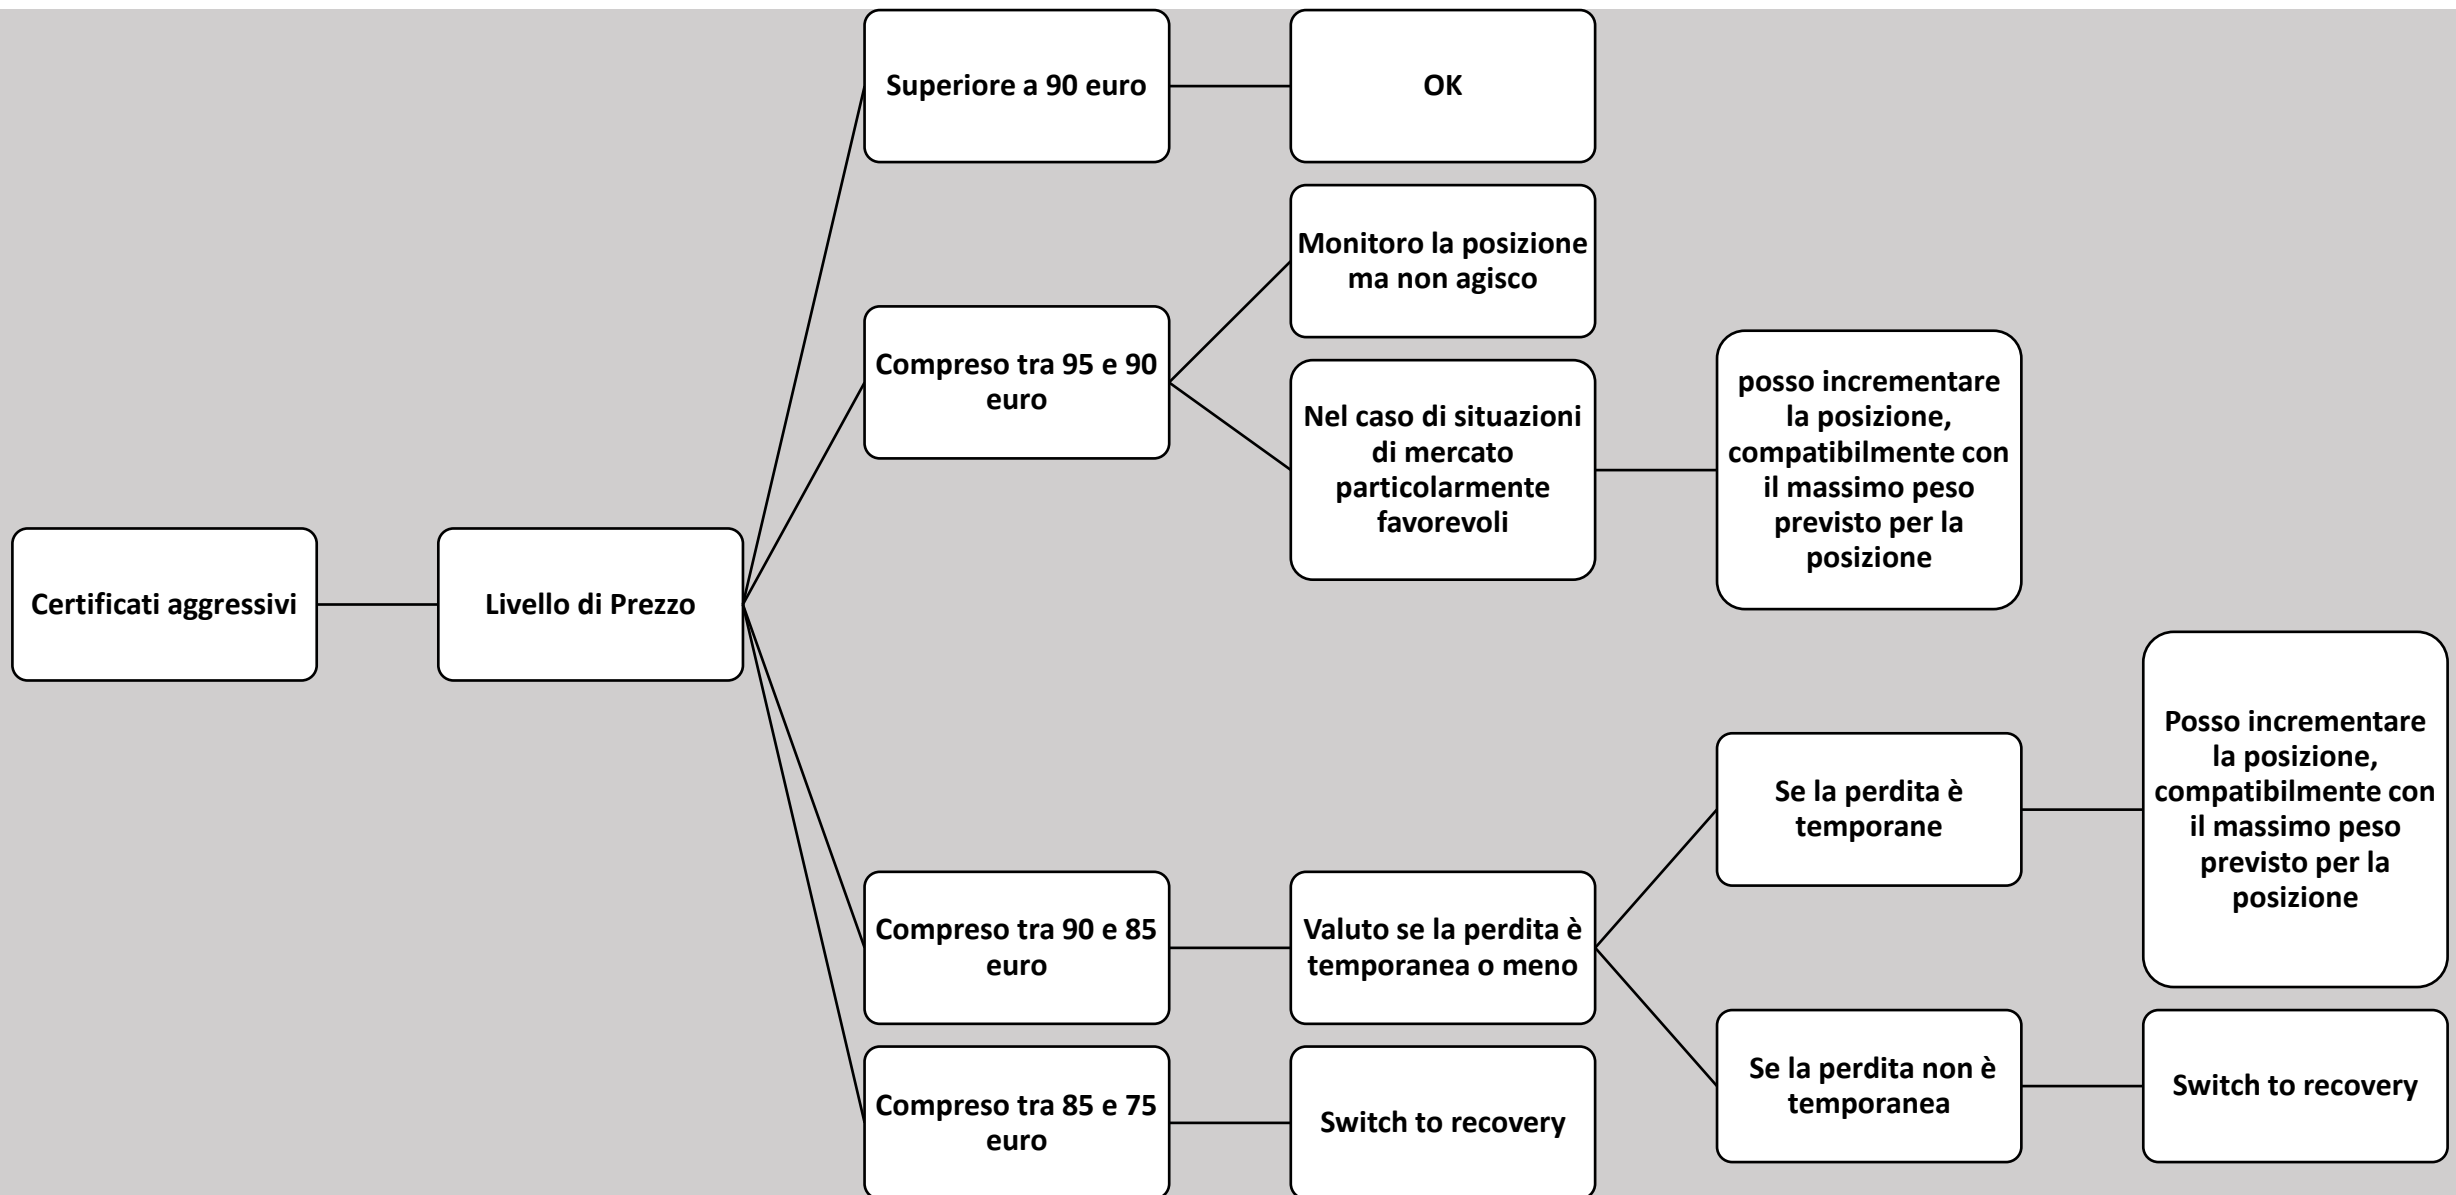 Certificati aggressivi
Livello di Prezzo
Superiore a 90 euro
OK
Compreso tra 95 e 90
euro
Monitoro la posizione
ma non agisco
Nel caso di situazioni
di mercato
particolarmente
favorevoli
posso incrementare
la posizione,
compatibilmente con
il massimo peso
previsto per la
posizione
Compreso tra 90 e 85
euro
Valuto se la perdita è
temporanea o meno
Se la perdita è
temporane
Posso incrementare
la posizione,
compatibilmente con
il massimo peso
previsto per la
posizione
Se la perdita non è
temporanea
Switch to recovery
Compreso tra 85 e 75
euro
Switch to recovery